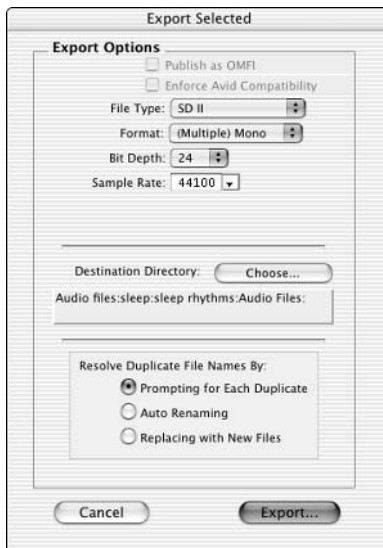 Export Selected
Export Options
Publish as OMFI
Enforce Avid Compatibility
File Type: SD II
Format: (Multiple) Mono
Bit Depth: 24
Sample Rate: 44100
Destination Directory: Choose...
Audio files:sleep:sleep rhythms:Audio Files:
Resolve Duplicate File Names By:
Prompting for Each Duplicate
Auto Renaming
Replacing with New Files
Cancel Export...